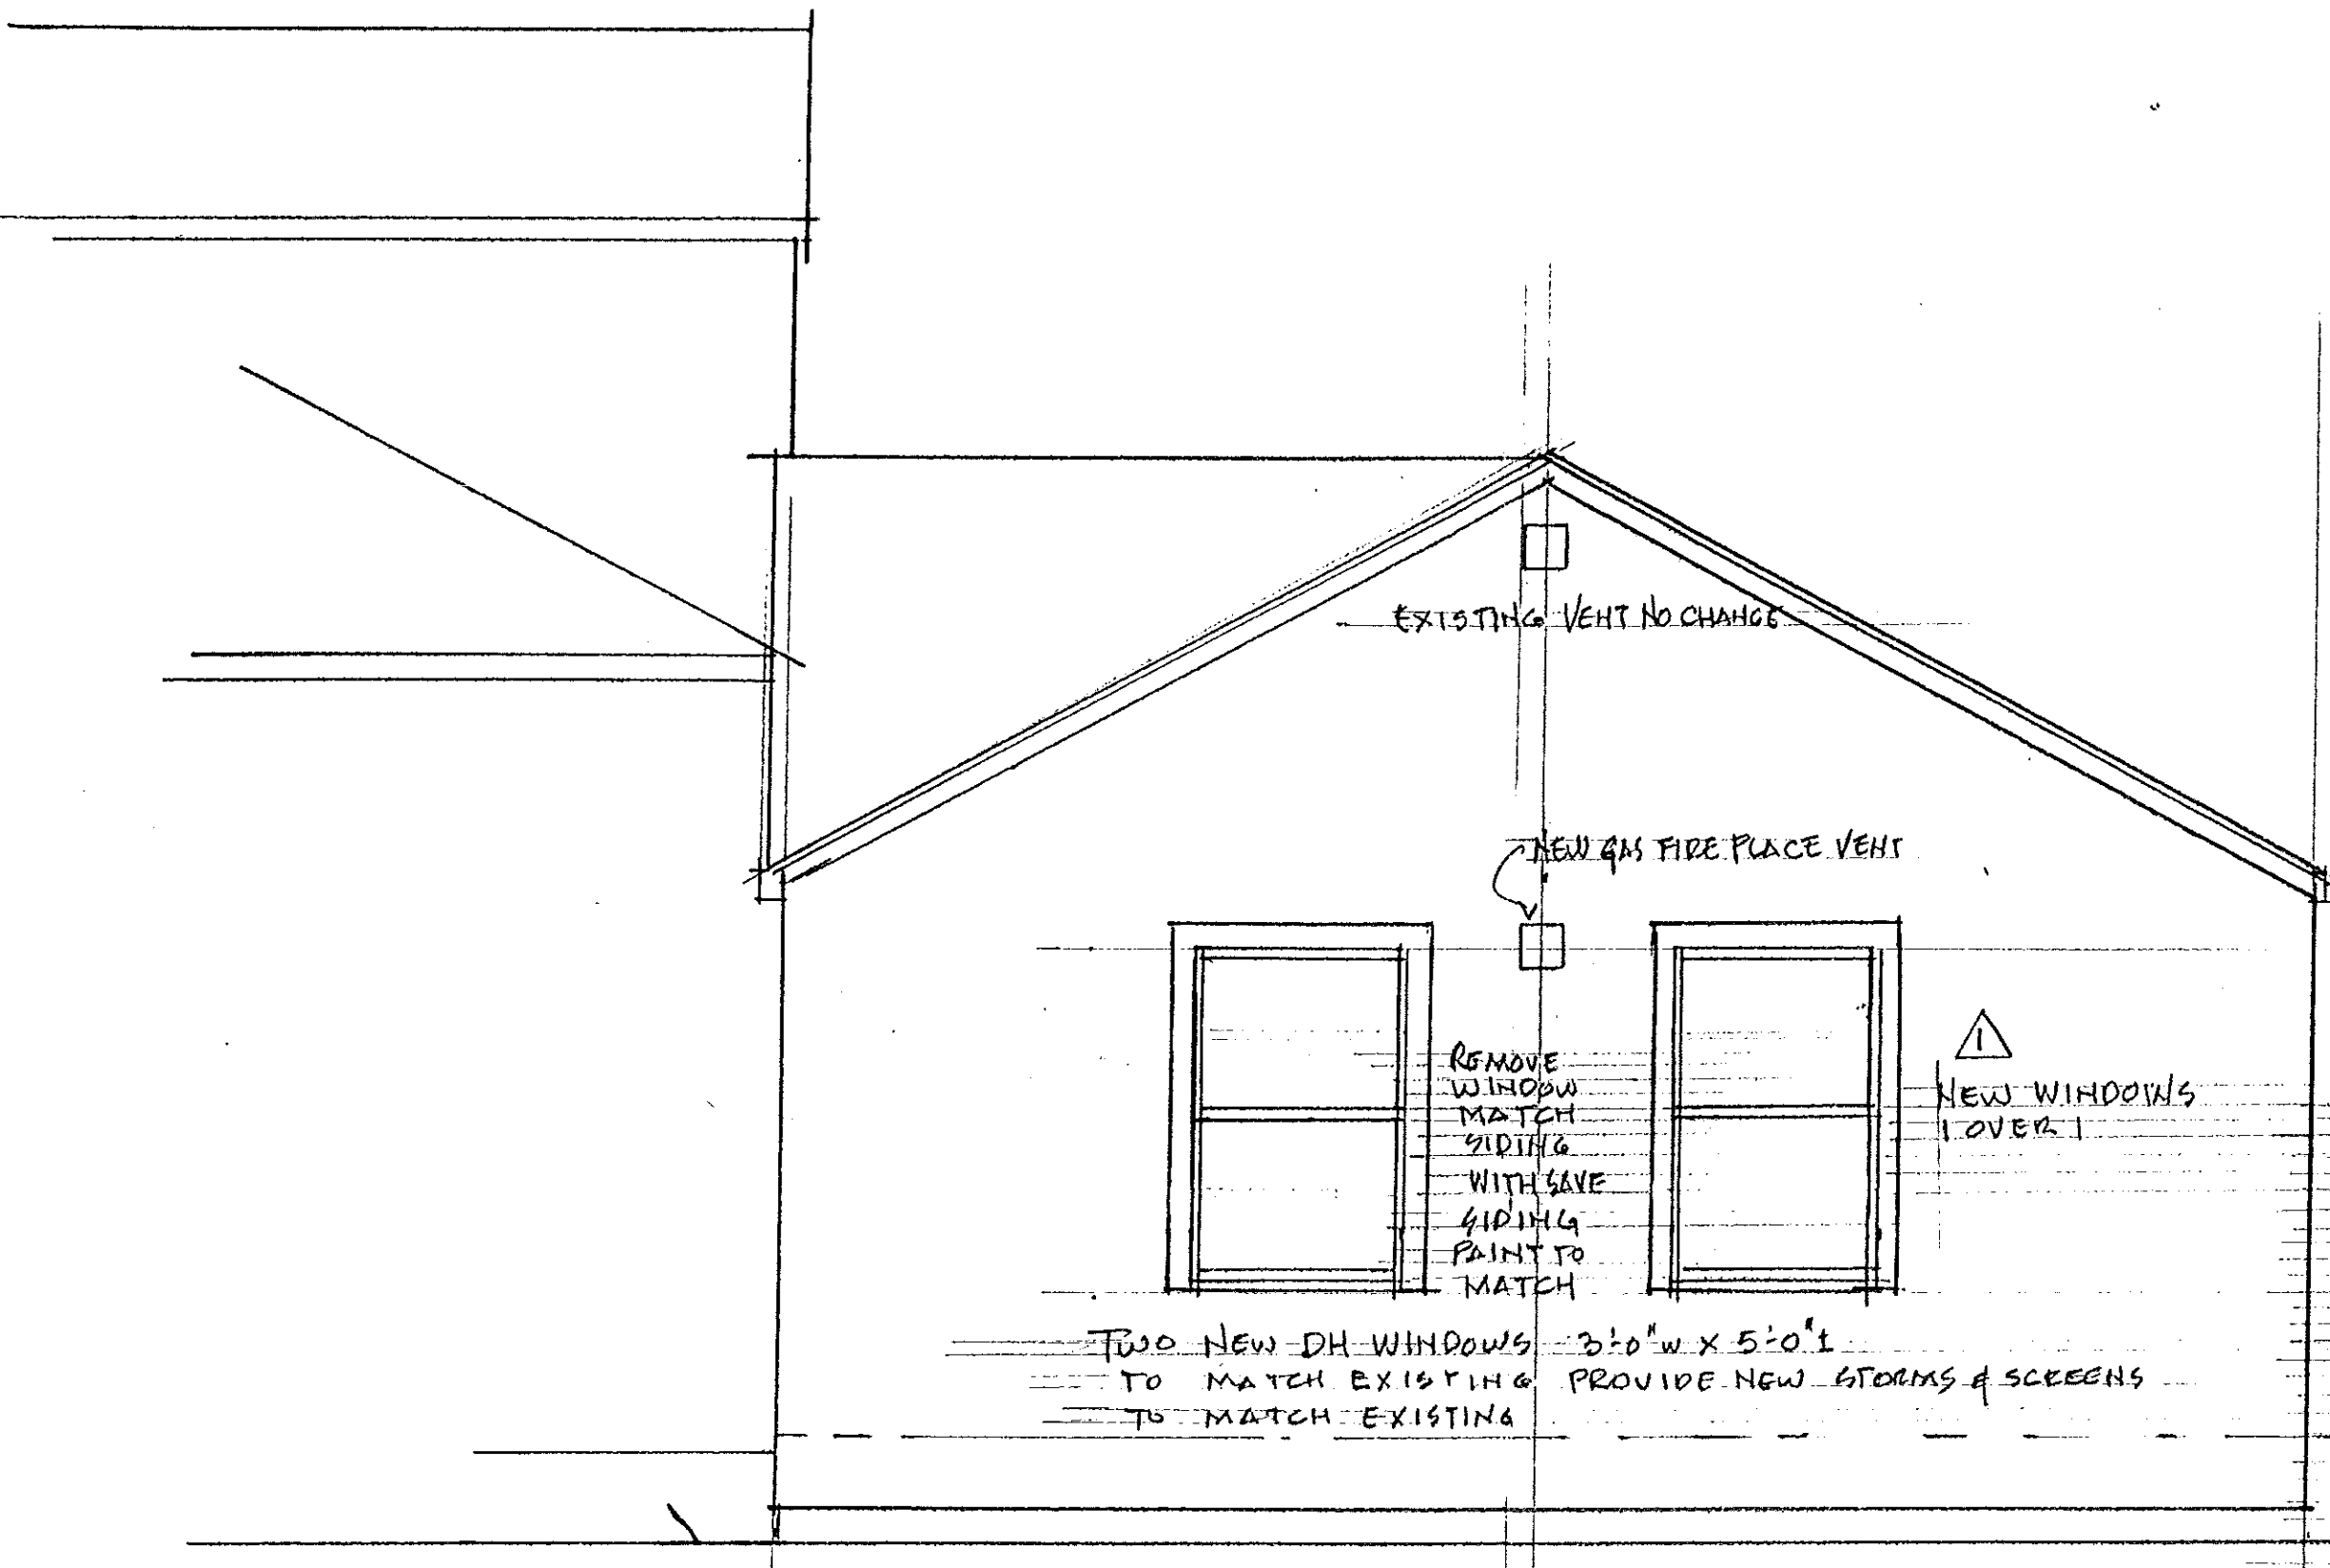 EXISTING VENT NO CHANGE
NEW GAS FIRE PLACE VENT
REMOVE
WINDOW
MATCH
SIDING
WITH SAVE
SIDING
PAINT TO
MATCH
1
NEW WINDOWS
1 OVER 1
TWO NEW DH WINDOWS 3'-0" W X 5'-0" ±
TO MATCH EXISTING PROVIDE NEW STORMS & SCREENS
TO MATCH EXISTING